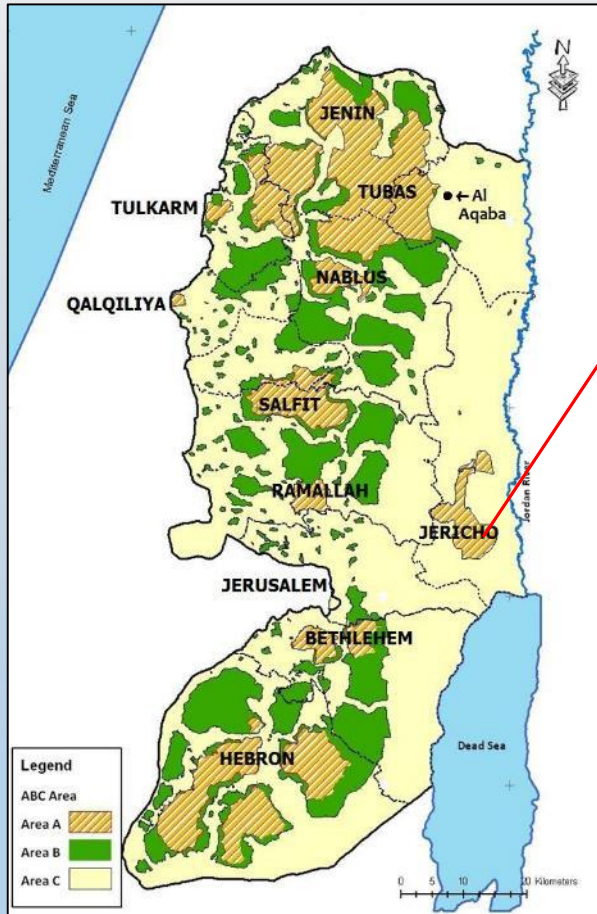 N
Mediterranean Sea
JENIN
TULKARM
TUBAS
← Al
Aqaba
NABLUS
QALQILIYA
SALFIT
RAMALLAH
JERICHO
Jordan River
JERUSALEM
BETHLEHEM
HEBRON
Dead Sea
Legend
ABC Area
Area A
Area B
Area C
0 5 10 20 Kilometers